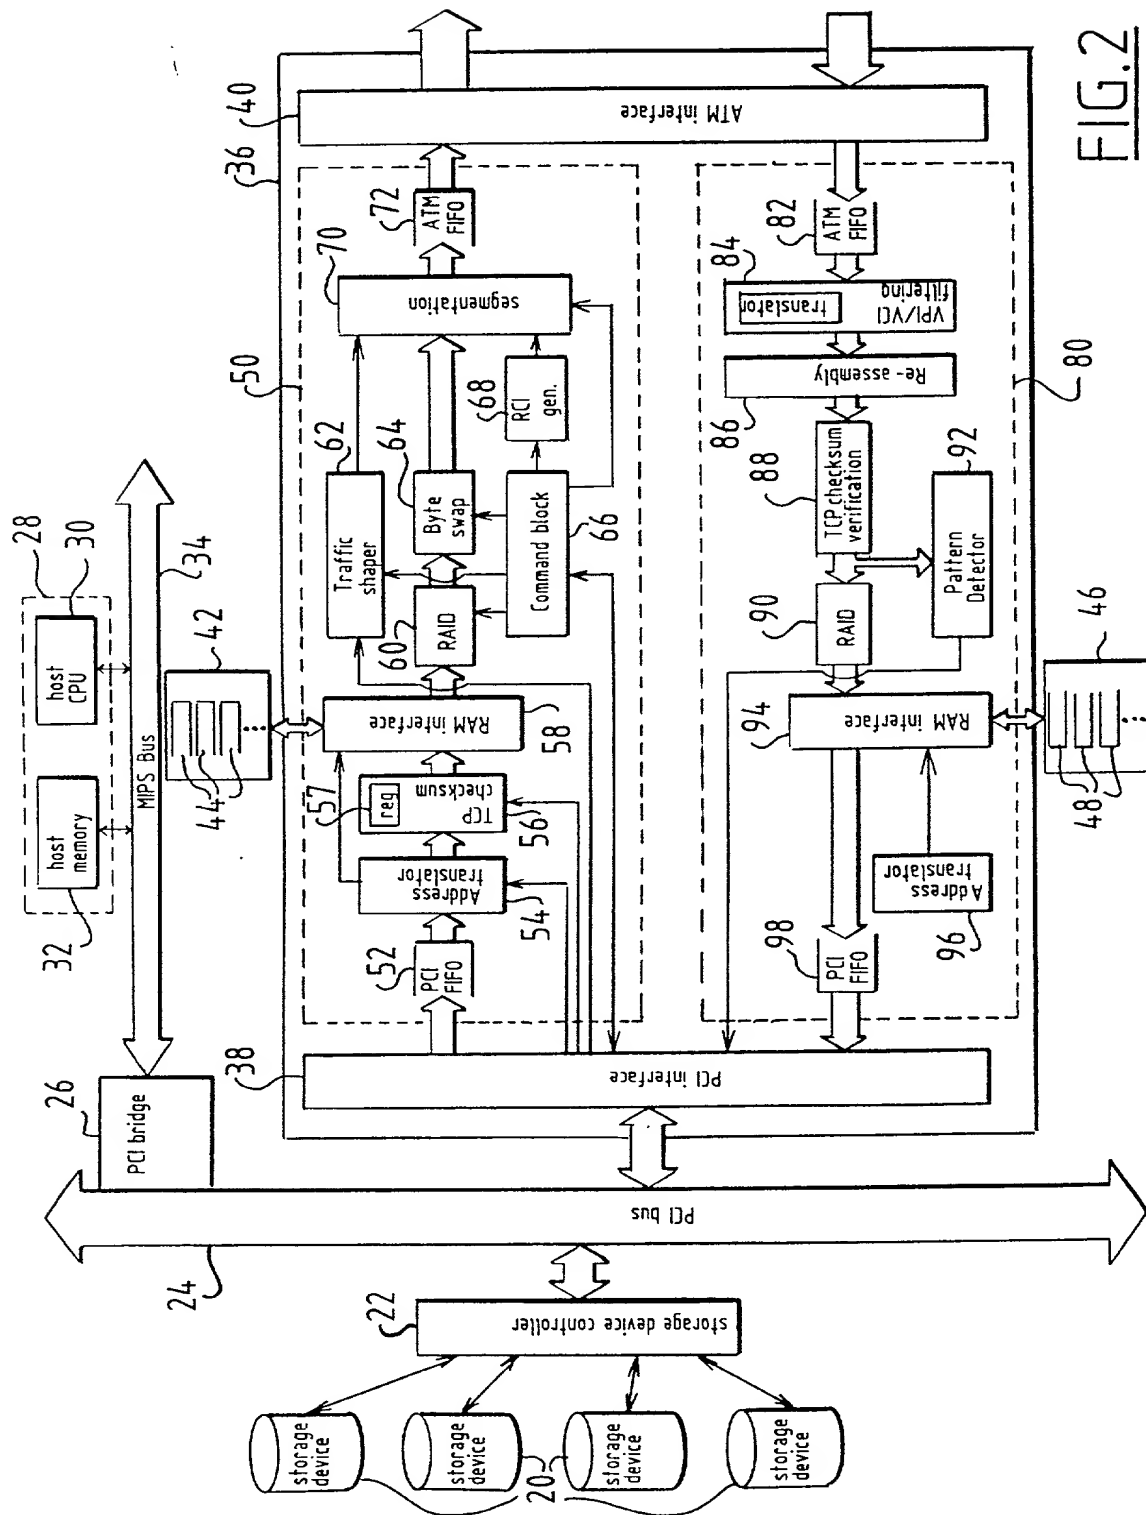 FIG.2
28
host
CPU
30
host
memory
32
34
MIPS Bus
26
PCI bridge
24
PCI bus
22
storage device controller
storage
device
storage
device
storage
device
storage
device
20
36
38
PCI interface
40
ATM interface
42
44
50
52
PCI
FIFO
54
Address
translator
56
TCP
checksum
57
reg
58
RAM interface
60
RAID
62
Traffic
shaper
64
Byte
swap
66
Command block
68
RCI
gen.
70
segmentation
72
ATM
FIFO
80
82
ATM
FIFO
84
translator
VPI/VCI
filtering
86
Re-assembly
88
TCP checksum
verification
90
RAID
92
Pattern
Detector
94
RAM interface
96
Address
translator
98
PCI
FIFO
46
48